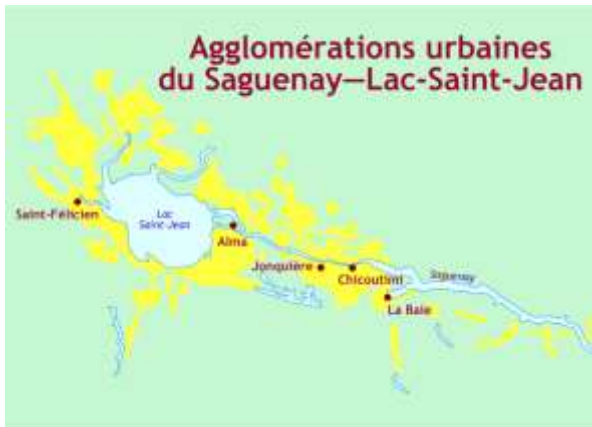 Agglomérations urbaines
du Saguenay—Lac-Saint-Jean
Saint-Félicien
Lac
Saint-Jean
Alma
Jonquière
Chicoutimi
Saguenay
La Baie